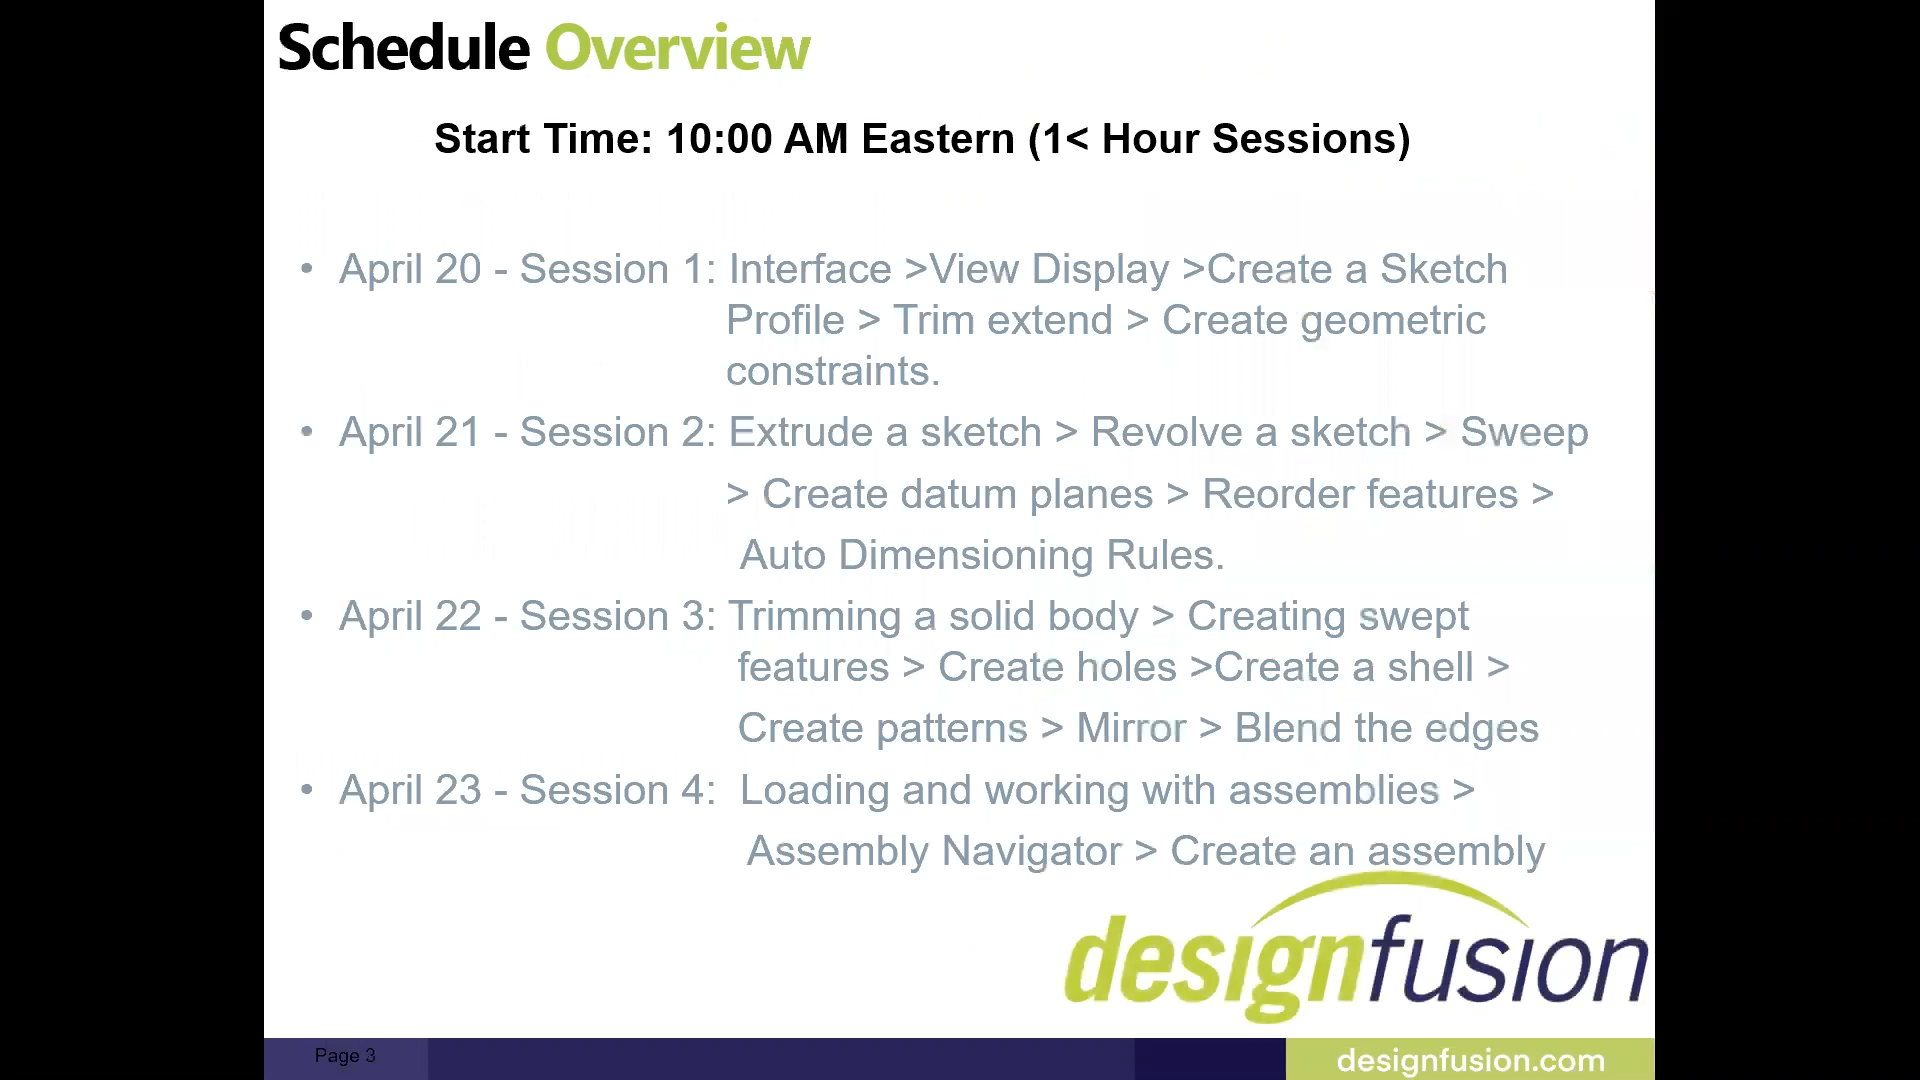 Schedule Overview
Start Time: 10:00 AM Eastern (1< Hour Sessions)
• April 20 - Session 1: Interface >View Display >Create a Sketch
Profile > Trim extend > Create geometric
constraints.
• April 21 - Session 2: Extrude a sketch > Revolve a sketch > Sweep
> Create datum planes > Reorder features >
Auto Dimensioning Rules.
• April 22 - Session 3: Trimming a solid body > Creating swept
features > Create holes >Create a shell >
Create patterns > Mirror > Blend the edges
• April 23 - Session 4: Loading and working with assemblies >
Assembly Navigator > Create an assembly
designfusion
Page 3
designfusion.com